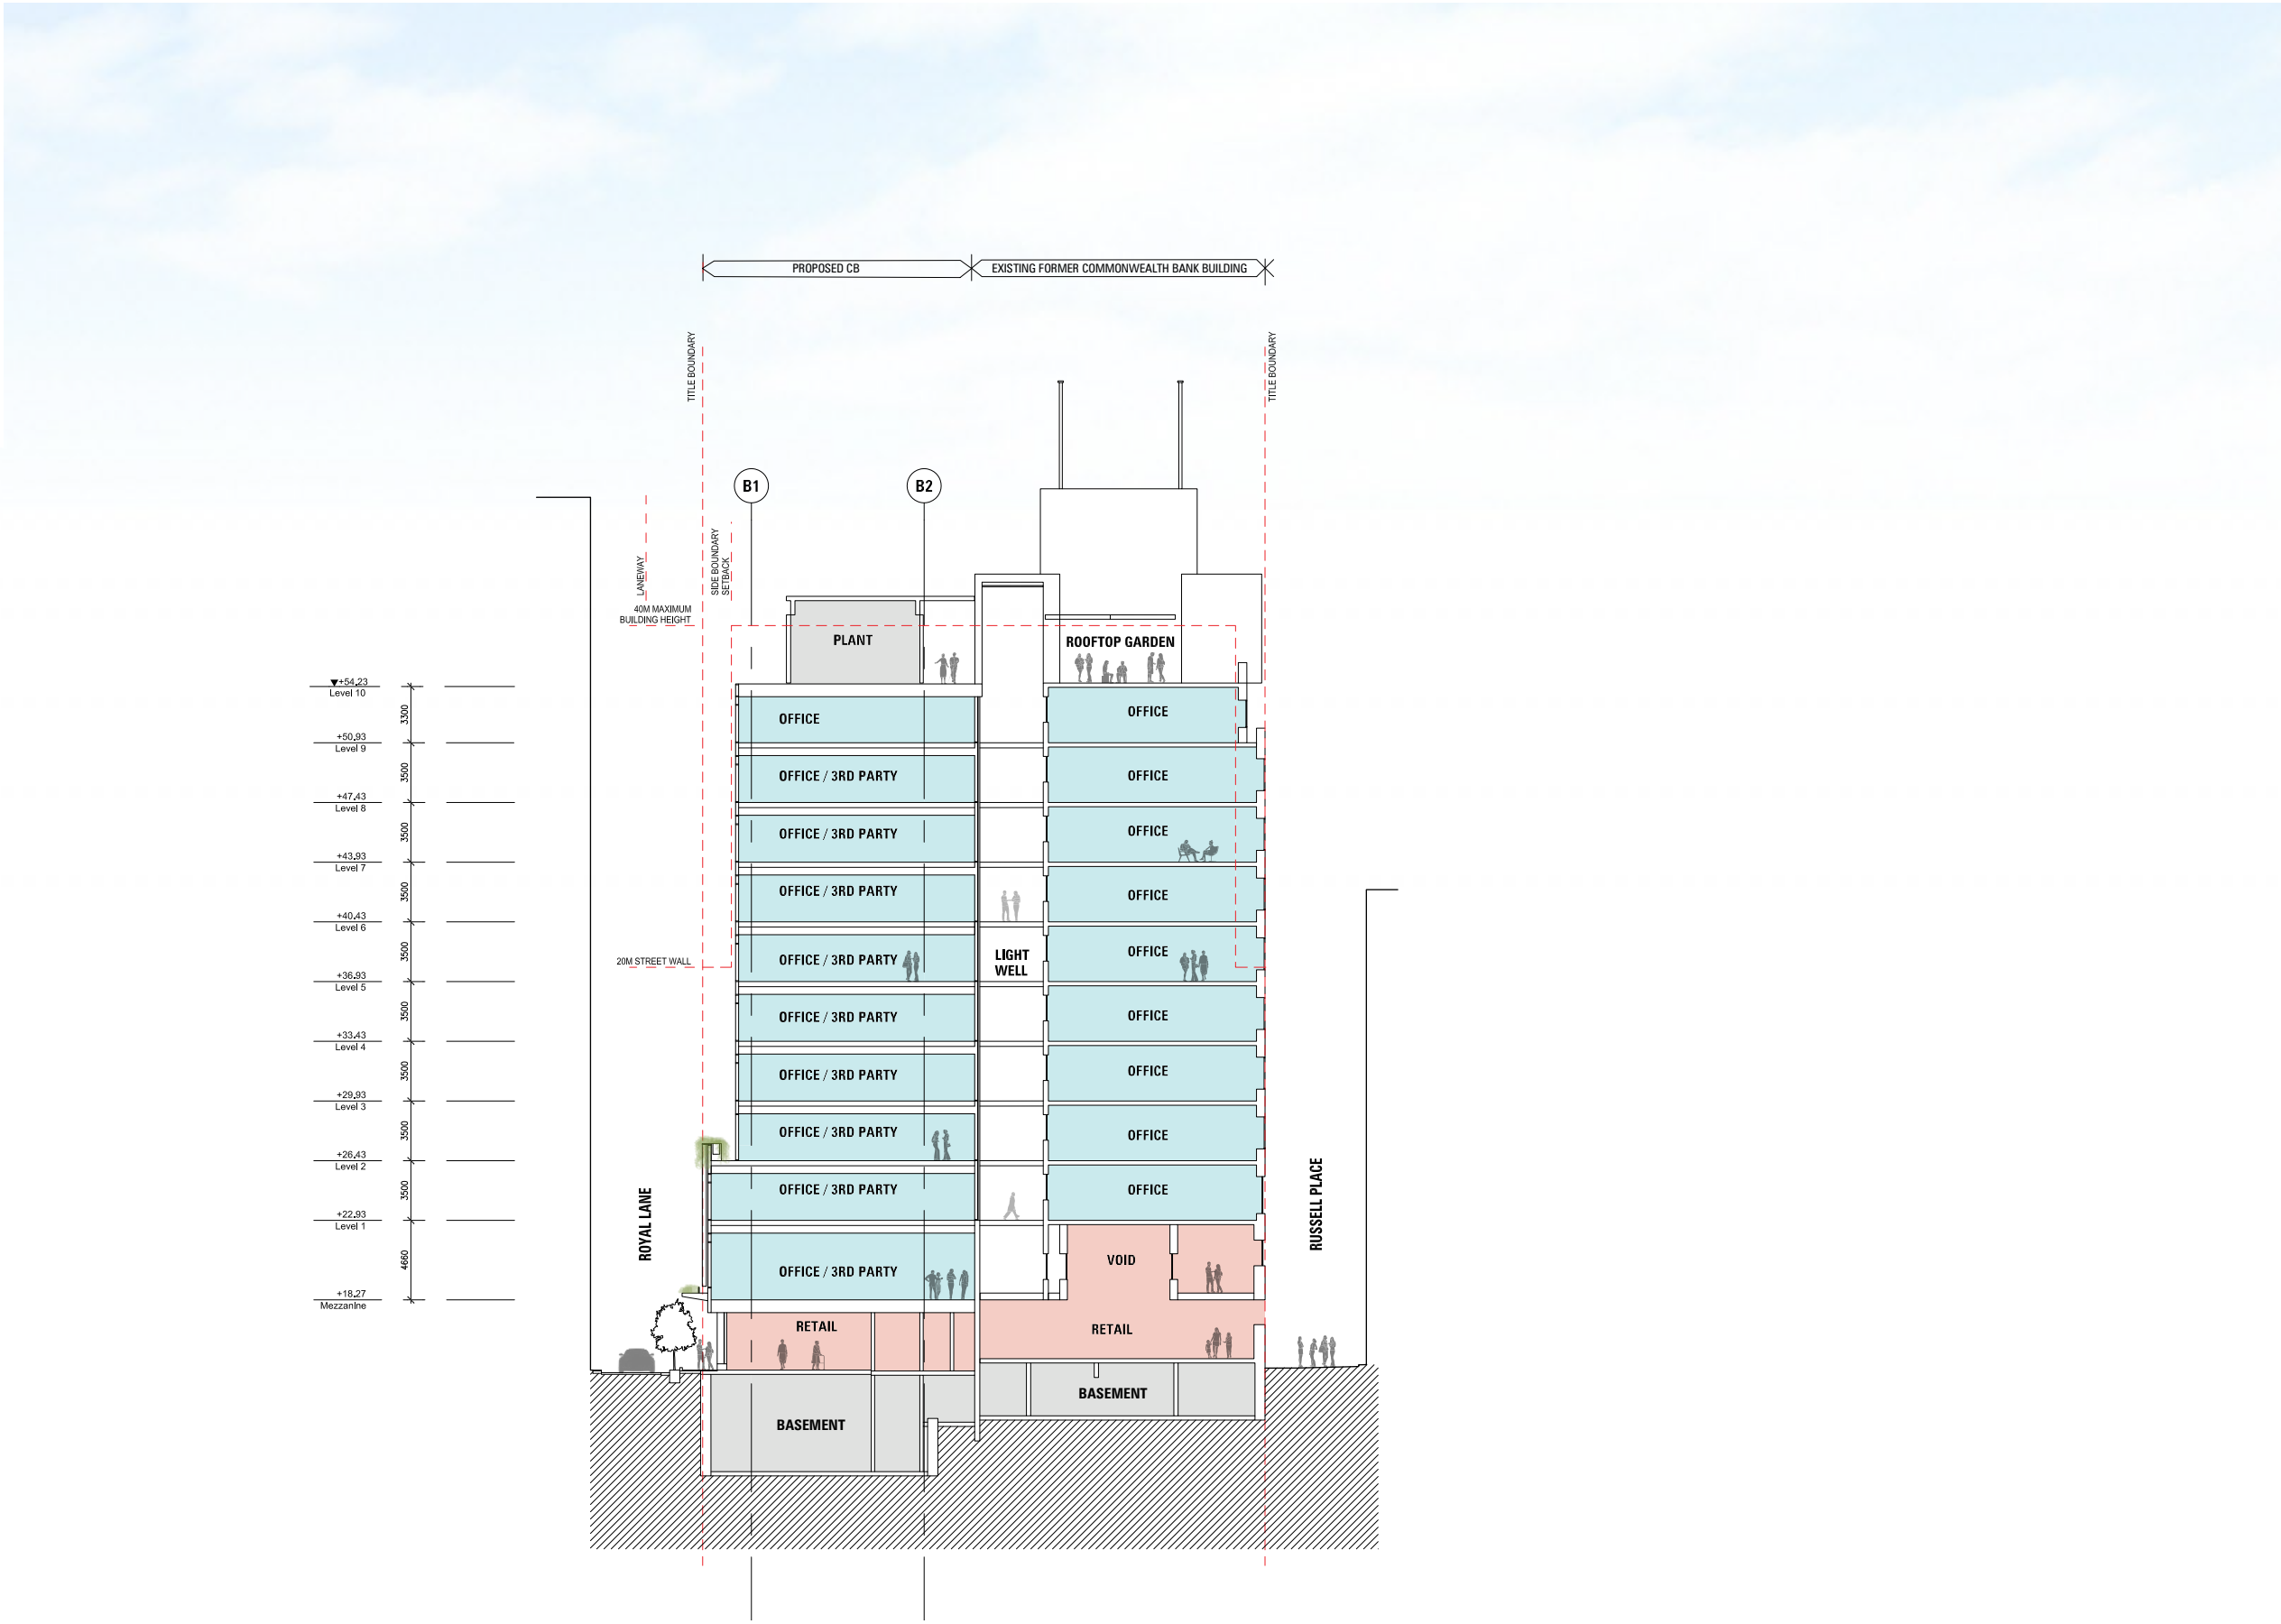 PROPOSED CB
EXISTING FORMER COMMONWEALTH BANK BUILDING
TITLE BOUNDARY
TITLE BOUNDARY
B1
B2
LANEWAY
SIDE BOUNDARY
SETBACK
40M MAXIMUM
BUILDING HEIGHT
PLANT
ROOFTOP GARDEN
+54.23
Level 10
3300
OFFICE
OFFICE
+50.93
Level 9
3500
OFFICE / 3RD PARTY
OFFICE
+47.43
Level 8
3500
OFFICE / 3RD PARTY
OFFICE
+43.93
Level 7
3500
OFFICE / 3RD PARTY
OFFICE
+40.43
Level 6
3500
OFFICE / 3RD PARTY
LIGHT
WELL
OFFICE
20M STREET WALL
+36.93
Level 5
3500
OFFICE / 3RD PARTY
OFFICE
+33.43
Level 4
3500
OFFICE / 3RD PARTY
OFFICE
+29.93
Level 3
3500
OFFICE / 3RD PARTY
OFFICE
+26.43
Level 2
3500
OFFICE / 3RD PARTY
OFFICE
ROYAL LANE
RUSSELL PLACE
+22.93
Level 1
4660
OFFICE / 3RD PARTY
VOID
+18.27
Mezzanine
RETAIL
RETAIL
BASEMENT
BASEMENT